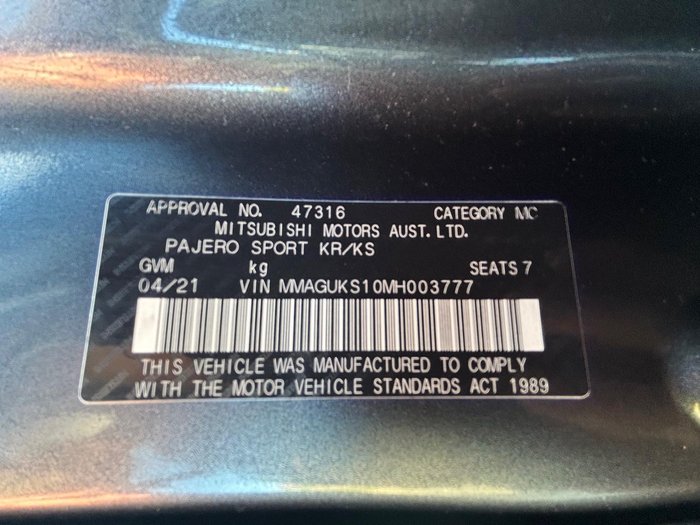 APPROVAL NO. 47316 CATEGORY MC
MITSUBISHI MOTORS AUST. LTD.
PAJERO SPORT KR/KS
GVM kg SEATS 7
04/21 VIN MMAGUKS10MH003777
THIS VEHICLE WAS MANUFACTURED TO COMPLY
WITH THE MOTOR VEHICLE STANDARDS ACT 1989